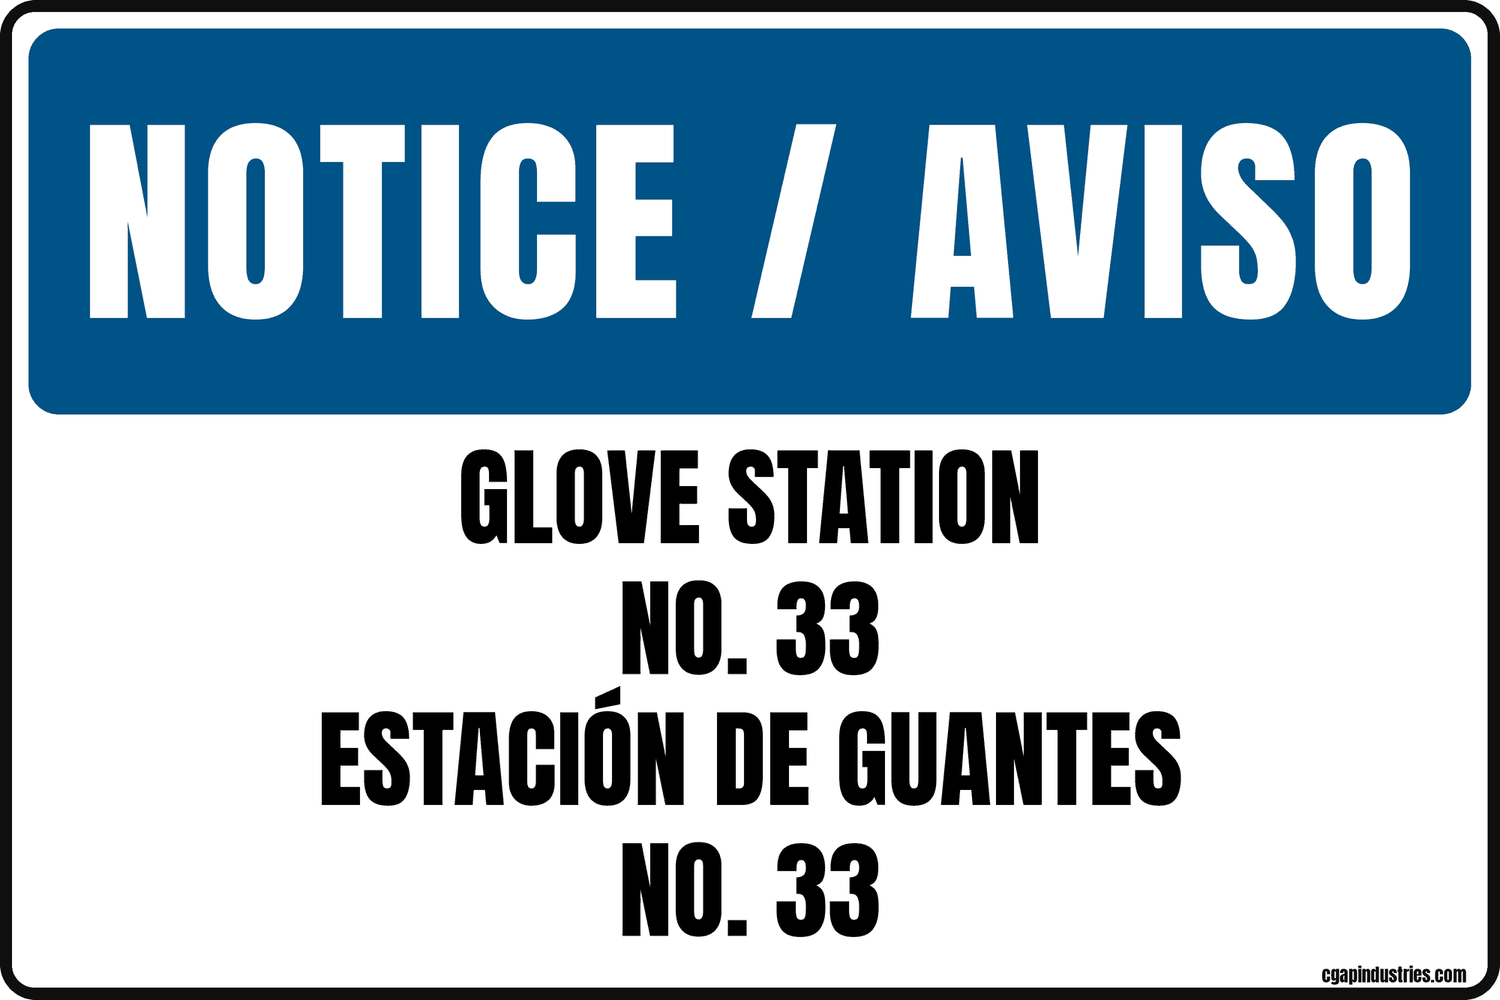 NOTICE / AVISO
GLOVE STATION
NO. 33
ESTACIÓN DE GUANTES
NO. 33
cgapindustries.com